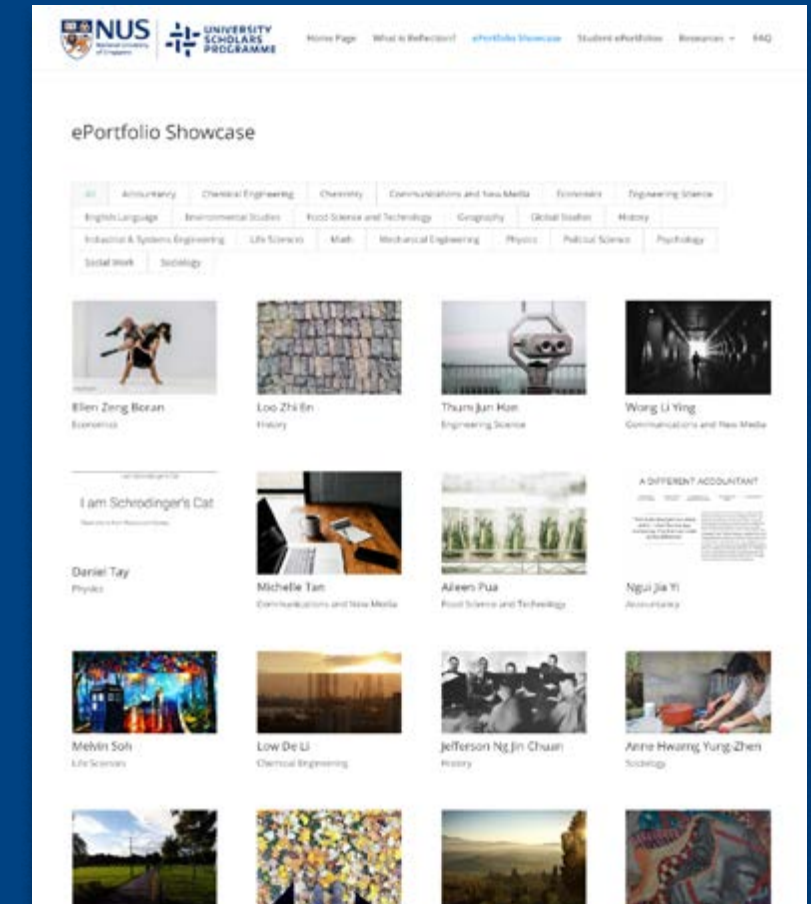 NUS
National University
of Singapore
UNIVERSITY
SCHOLARS
PROGRAMME
Home Page What is Reflection? ePortfolio Showcase Student ePortfolios Resources FAQ
ePortfolio Showcase
All Accountancy Chemical Engineering Chemistry Communications and New Media Economics Engineering Science
English Language Environmental Studies Food Science and Technology Geography Global Studies History
Industrial & Systems Engineering Life Sciences Math Mechanical Engineering Physics Political Science Psychology
Social Work Sociology
Ellen Zeng Boran
Economics
Loo Zhi En
History
Thum Jun Han
Engineering Science
Wong Li Ying
Communications and New Media
I am Schrodinger's Cat
Daniel Tay
Physics
Michelle Tan
Communications and New Media
Aileen Pua
Food Science and Technology
A DIFFERENT ACCOUNTANT
Ngui Jia Yi
Accountancy
Melvin Soh
Life Sciences
Low De Li
Chemical Engineering
Jefferson Ng Jin Chuan
History
Anne Hwarng Yung-Zhen
Sociology